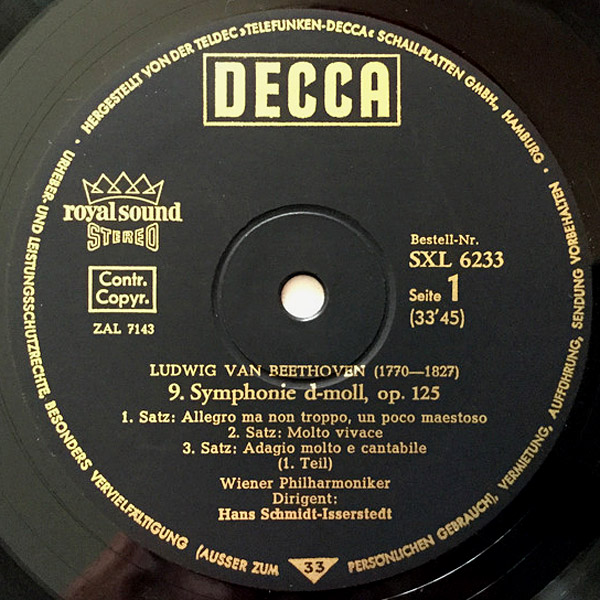 · HERGESTELLT VON DER TELDEC »TELEFUNKEN-DECCA« SCHALLPLATTEN GMBH., HAMBURG ·
URHEBER- UND LEISTUNGSSCHUTZRECHTE, BESONDERS VERVIELFÄLTIGUNG (AUSSER ZUM PERSÖNLICHEN GEBRAUCH), VERMIETUNG, AUFFÜHRUNG, SENDUNG VORBEHALTEN
DECCA
royal sound
STEREO
Contr.
Copyr.
ZAL 7143
Bestell-Nr.
SXL 6233
Seite 1
(33'45)
LUDWIG VAN BEETHOVEN (1770—1827)
9. Symphonie d-moll, op. 125
1. Satz: Allegro ma non troppo, un poco maestoso
2. Satz: Molto vivace
3. Satz: Adagio molto e cantabile
(1. Teil)
Wiener Philharmoniker
Dirigent:
Hans Schmidt-Isserstedt
33